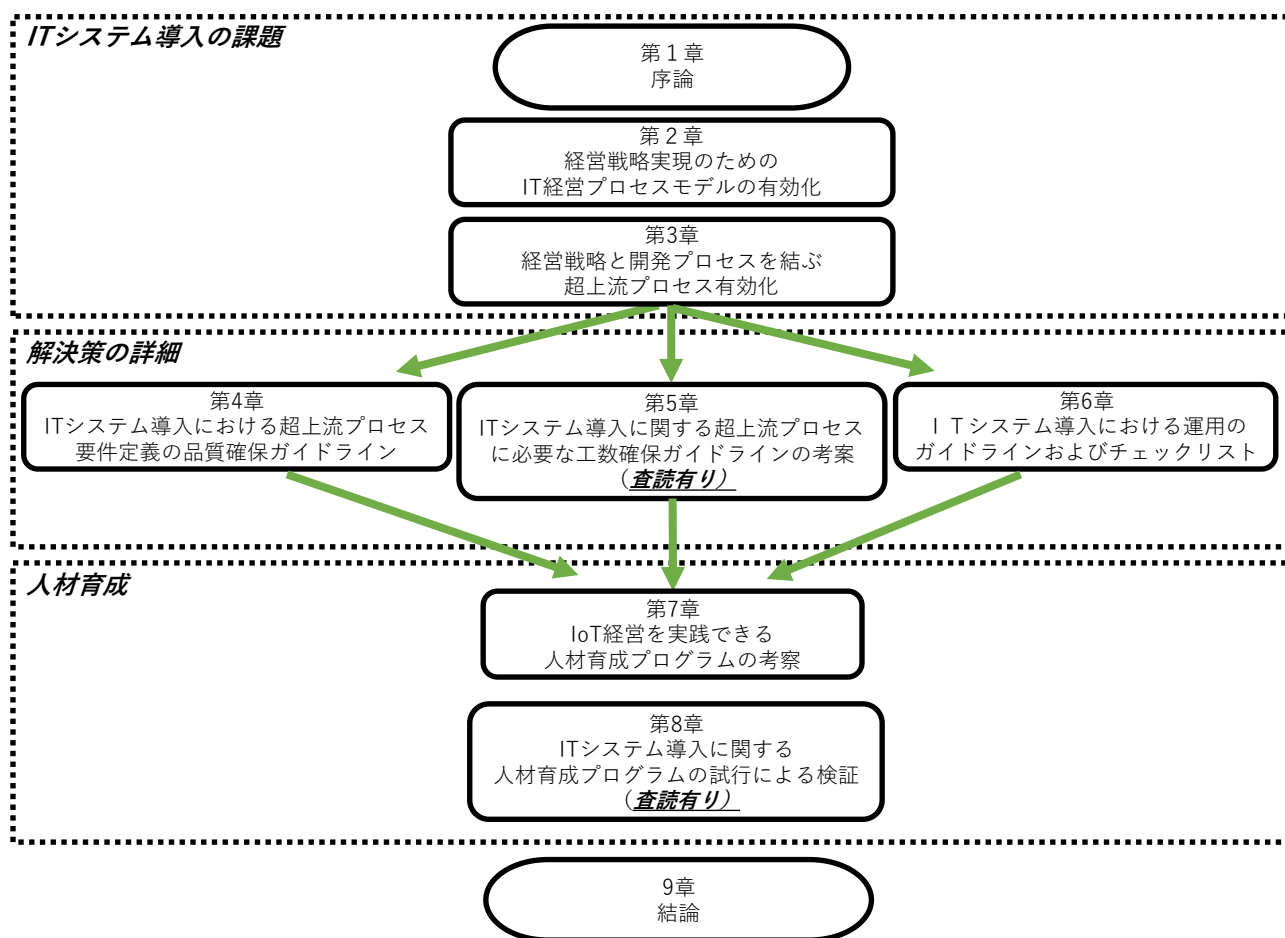 ITシステム導入の課題
第１章
序論
第２章
経営戦略実現のための
IT経営プロセスモデルの有効化
第3章
経営戦略と開発プロセスを結ぶ
超上流プロセス有効化
解決策の詳細
第4章
ITシステム導入における超上流プロセス
要件定義の品質確保ガイドライン
第5章
ITシステム導入に関する超上流プロセス
に必要な工数確保ガイドラインの考案
（査読有り）
第6章
ＩＴシステム導入における運用の
ガイドラインおよびチェックリスト
人材育成
第7章
IoT経営を実践できる
人材育成プログラムの考察
第8章
ITシステム導入に関する
人材育成プログラムの試行による検証
（査読有り）
9章
結論